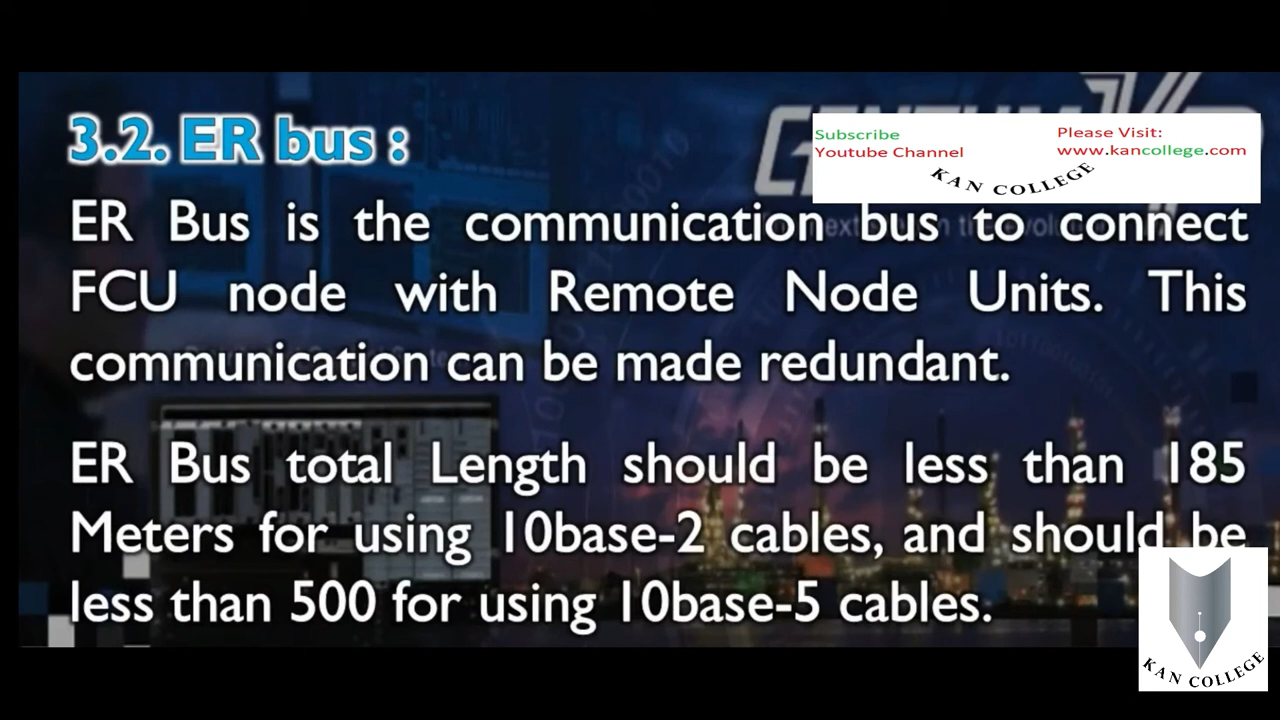 3.2. ER bus :
Subscribe
Youtube Channel
Please Visit:
www.kancollege.com
KAN COLLEGE
ER Bus is the communication bus to connect
FCU node with Remote Node Units. This
communication can be made redundant.
ER Bus total Length should be less than 185
Meters for using 10base-2 cables, and should be
less than 500 for using 10base-5 cables.
KAN COLLEGE